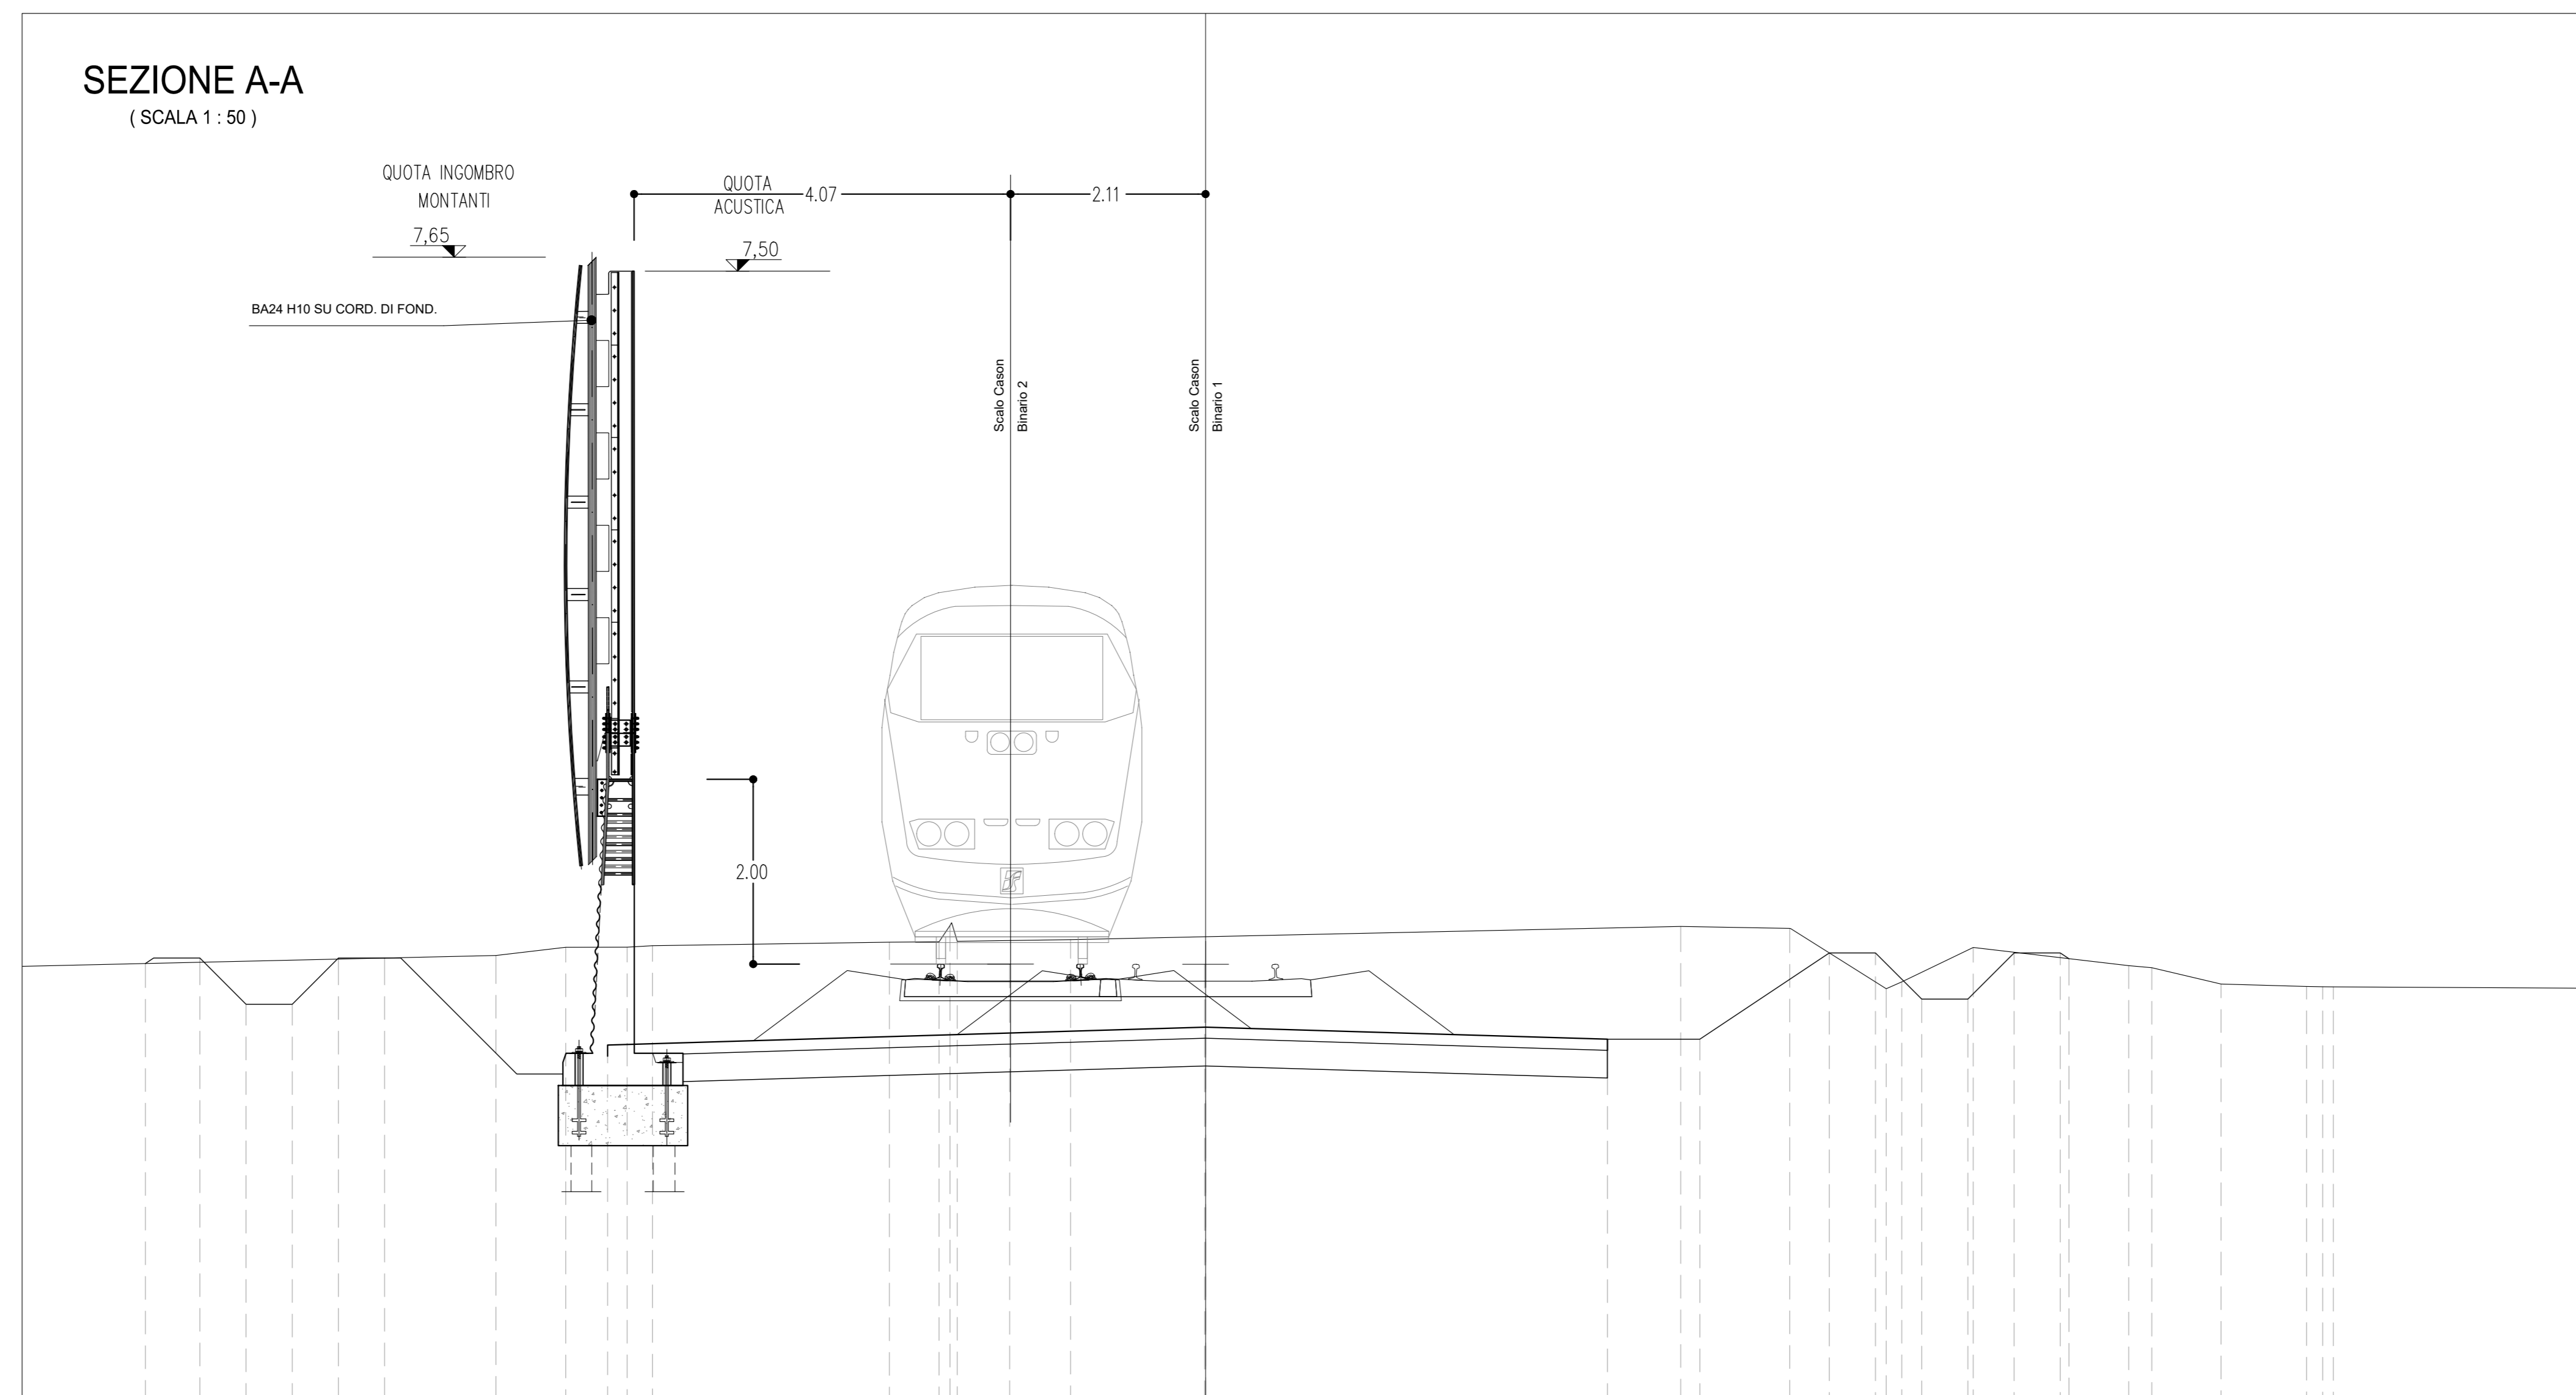 SEZIONE A-A
( SCALA 1 : 50 )
QUOTA INGOMBRO
MONTANTI
7,65
QUOTA
ACUSTICA
4.07
2.11
7,50
BA24 H10 SU CORD. DI FOND.
Scalo Cason
Binario 2
Scalo Cason
Binario 1
2.00